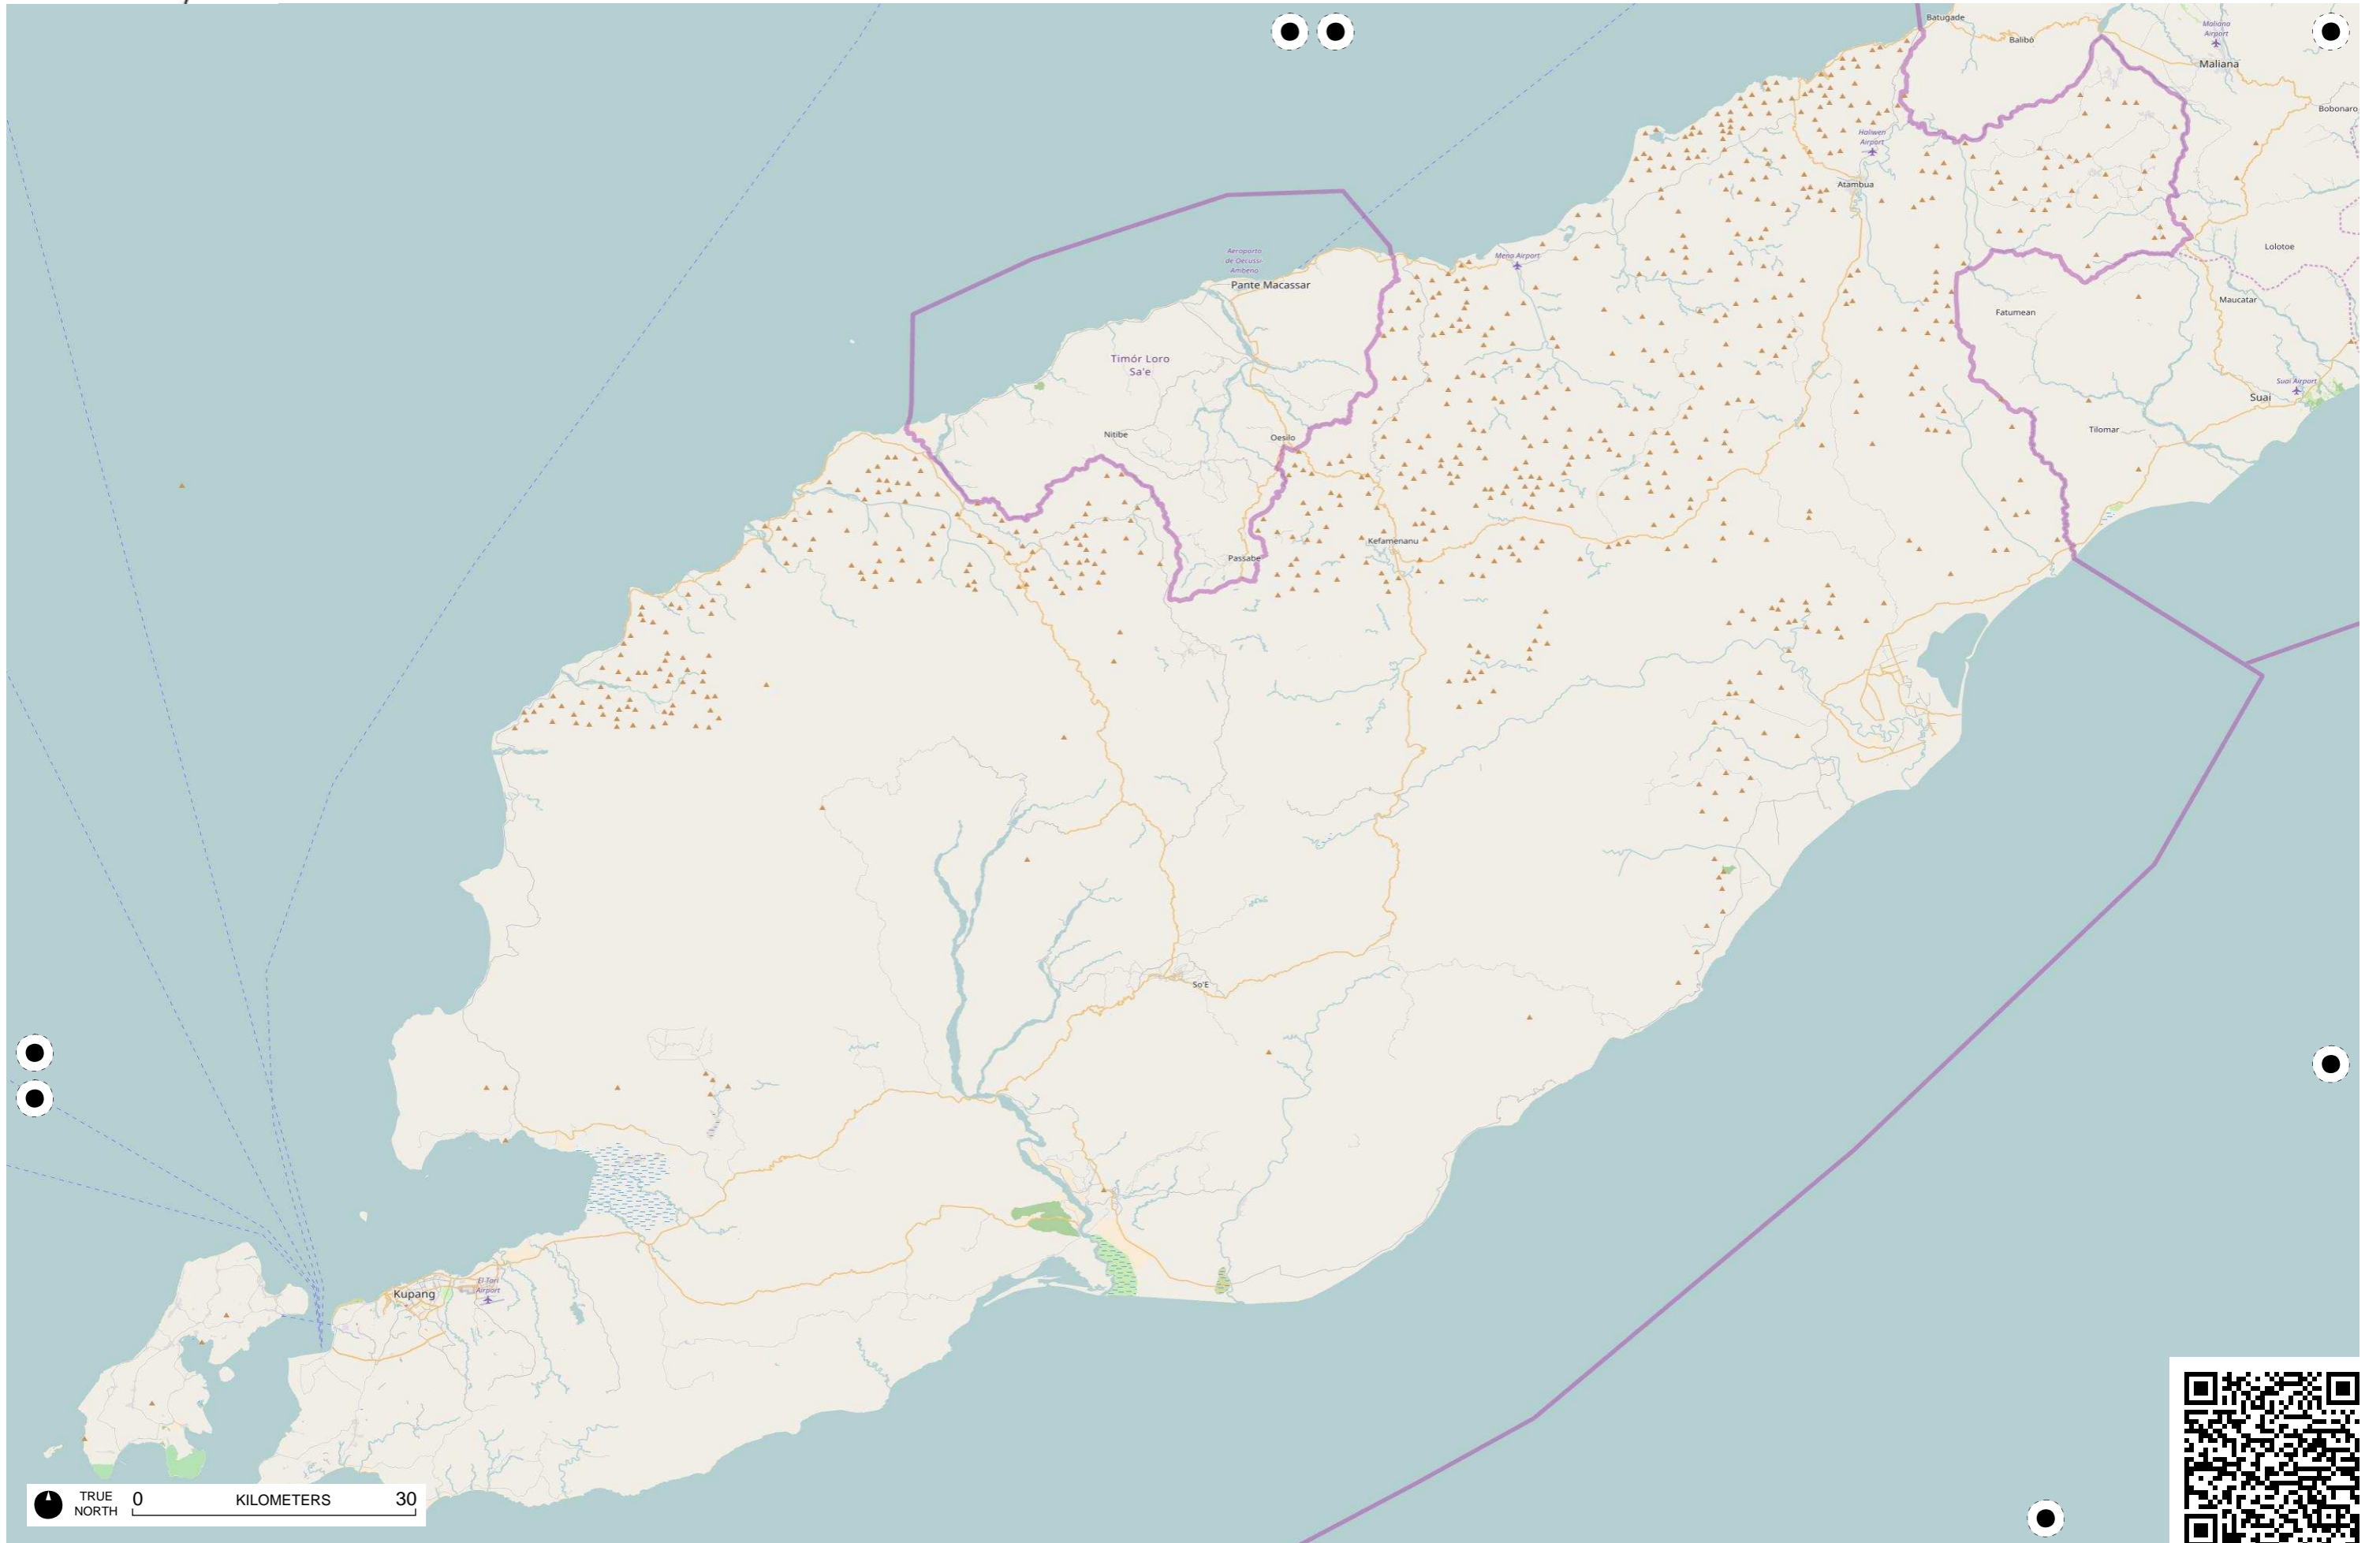 Batugade
Maliana
Airport
Balibo
Maliana
Bobonaro
Haliwen
Airport
Atambua
Lolotoe
Aeroporto
de Oecussi-
Ambeno
Mena Airport
Pante Macassar
Maucatar
Fatumean
Timór Loro
Sa'e
Suai Airport
Suai
Nitibe
Oesilo
Tilomar
Kefamenanu
Passabe
So'E
El Tari
Airport
Kupang
TRUE
NORTH
0 KILOMETERS 30